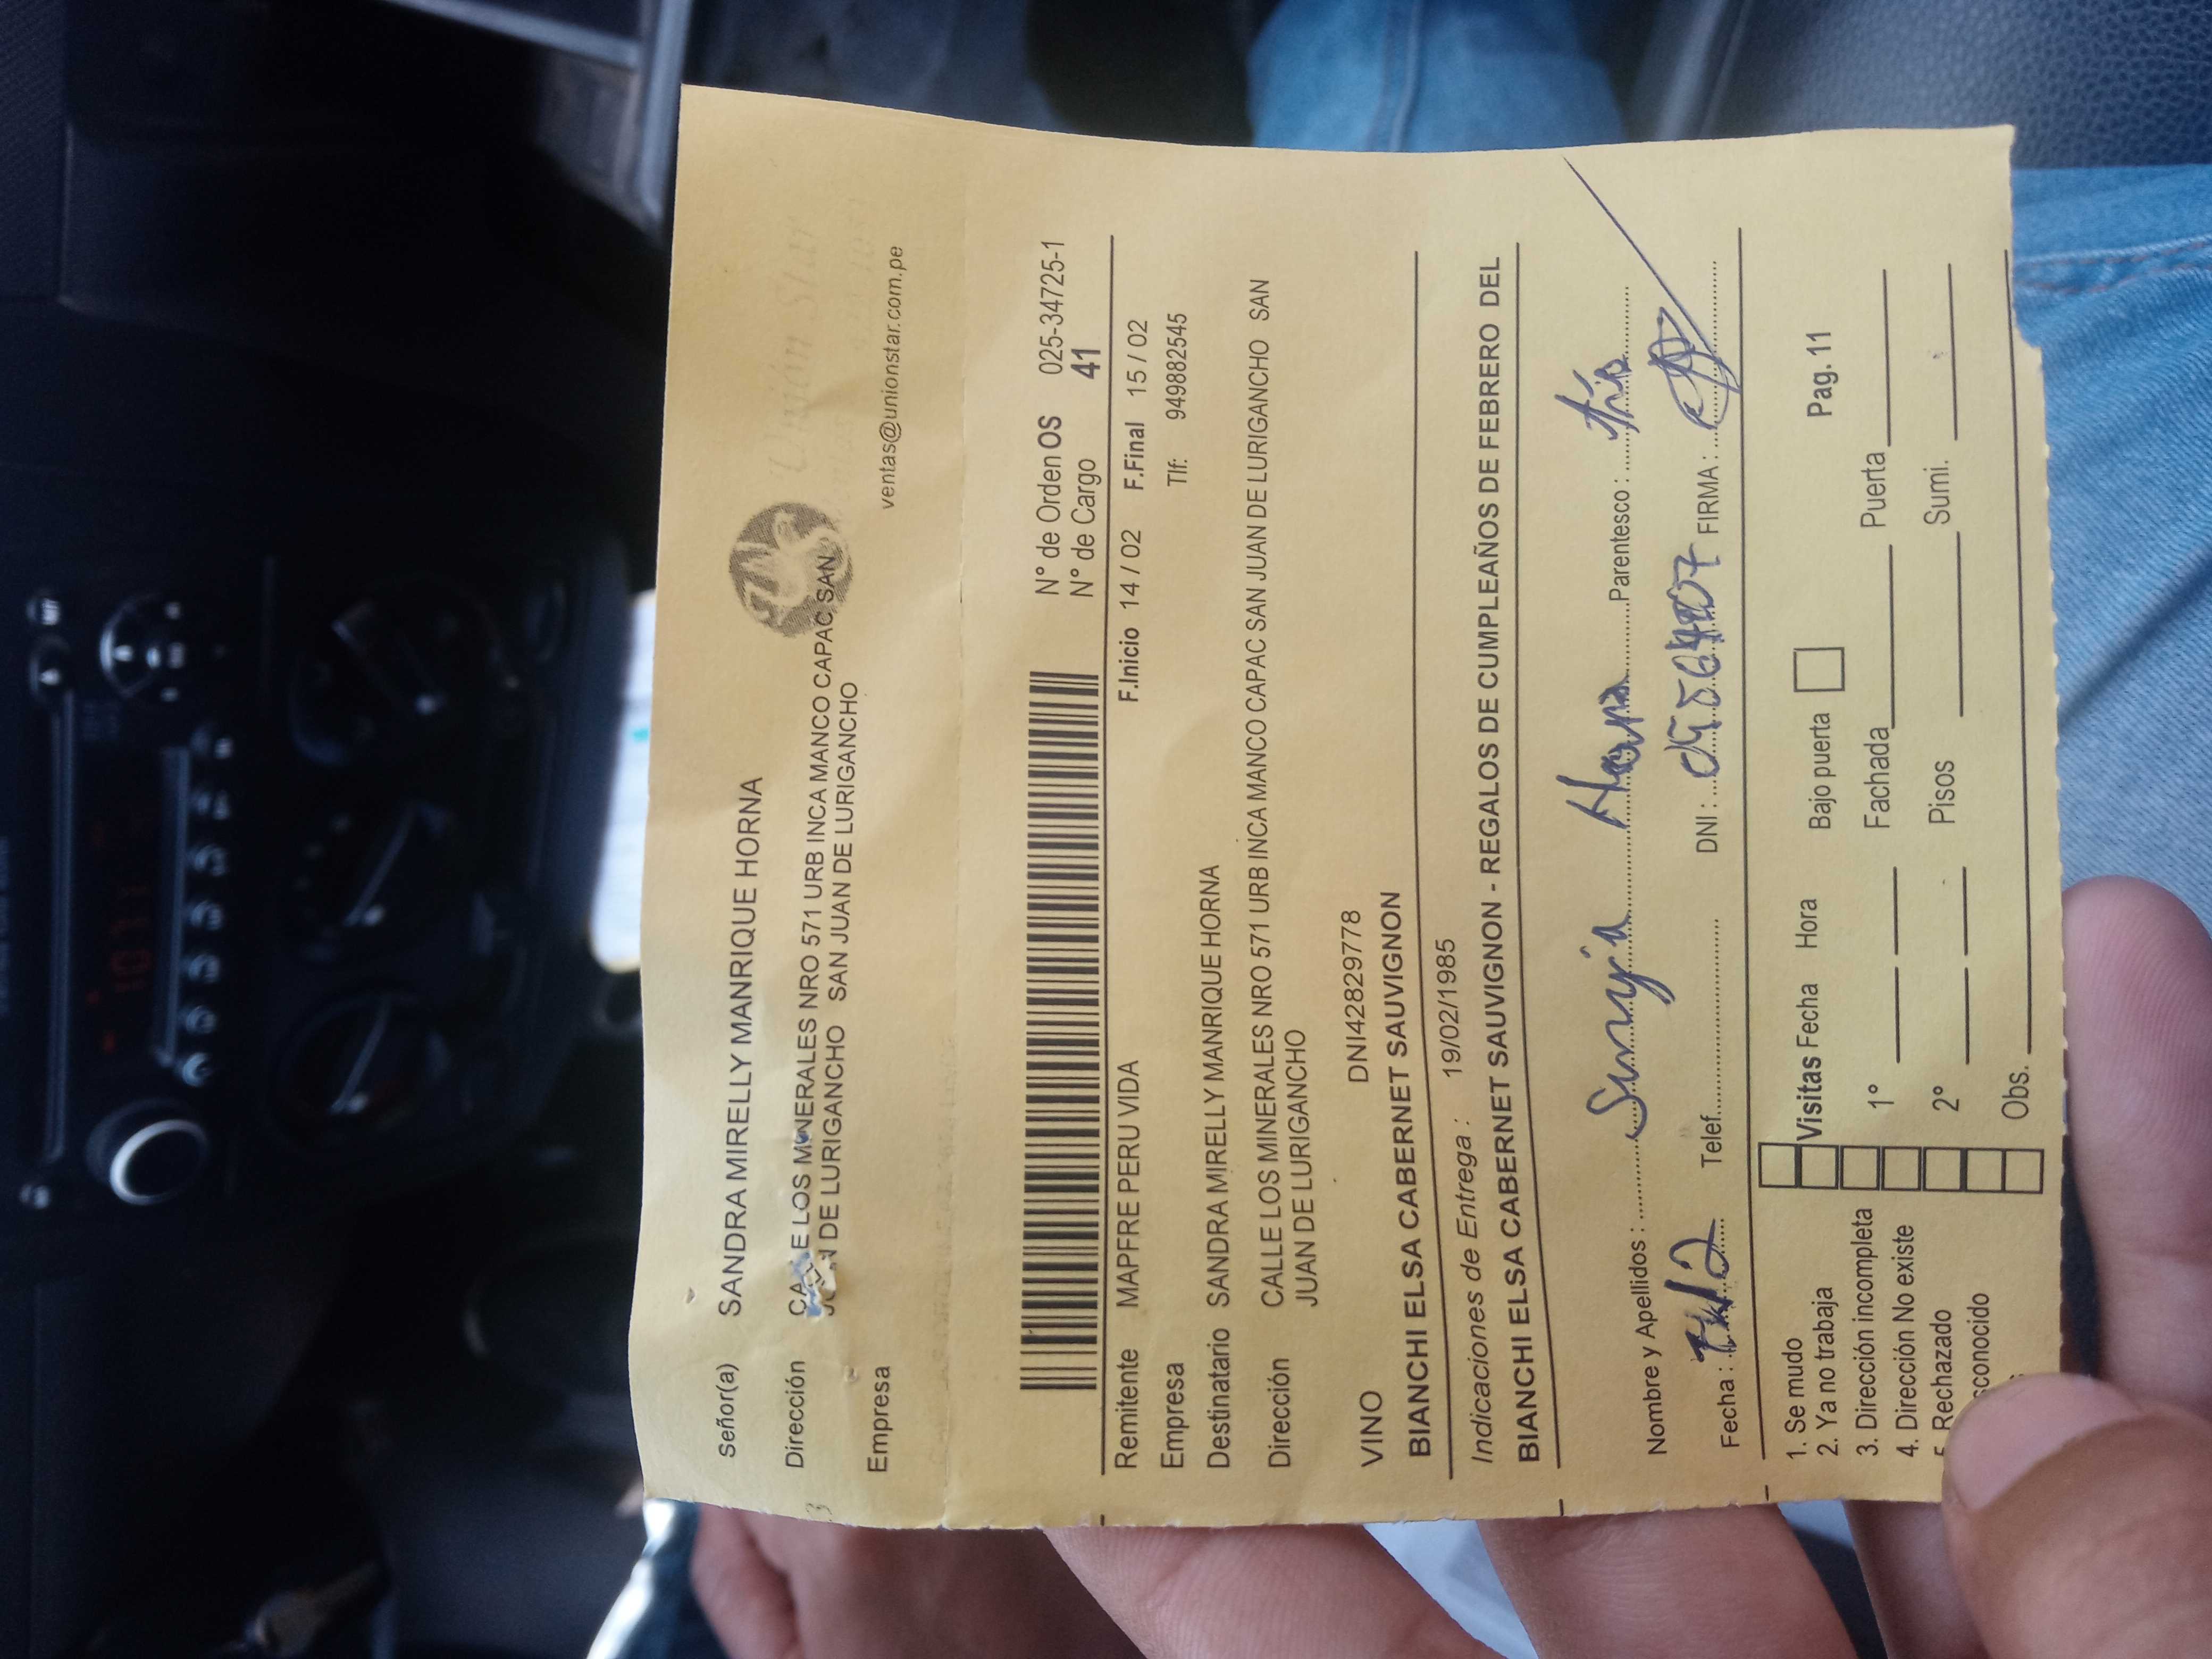 Señor(a) SANDRA MIRELLY MANRIQUE HORNA
Dirección CALLE LOS MINERALES NRO 571 URB INCA MANCO CAPAC SAN
JUAN DE LURIGANCHO SAN JUAN DE LURIGANCHO
Empresa
Unión Star
ventas@unionstar.com.pe
N° de Orden OS 025-34725-1
N° de Cargo 41
Remitente MAPFRE PERU VIDA F.Inicio 14 / 02 F.Final 15 / 02
Empresa Tlf: 949882545
Destinatario SANDRA MIRELLY MANRIQUE HORNA
Dirección CALLE LOS MINERALES NRO 571 URB INCA MANCO CAPAC SAN JUAN DE LURIGANCHO SAN
JUAN DE LURIGANCHO
VINO DNI42829778
BIANCHI ELSA CABERNET SAUVIGNON
Indicaciones de Entrega : 19/02/1985
BIANCHI ELSA CABERNET SAUVIGNON - REGALOS DE CUMPLEAÑOS DE FEBRERO DEL
Nombre y Apellidos : Horna Parentesco :
Fecha : Telef. DNI : FIRMA :
1. Se mudo
2. Ya no trabaja Visitas Fecha Hora Bajo puerta Pag. 11
3. Dirección incompleta 1º Fachada Puerta
4. Dirección No existe
5. Rechazado 2º Pisos Sumi.
sconocido
Obs.